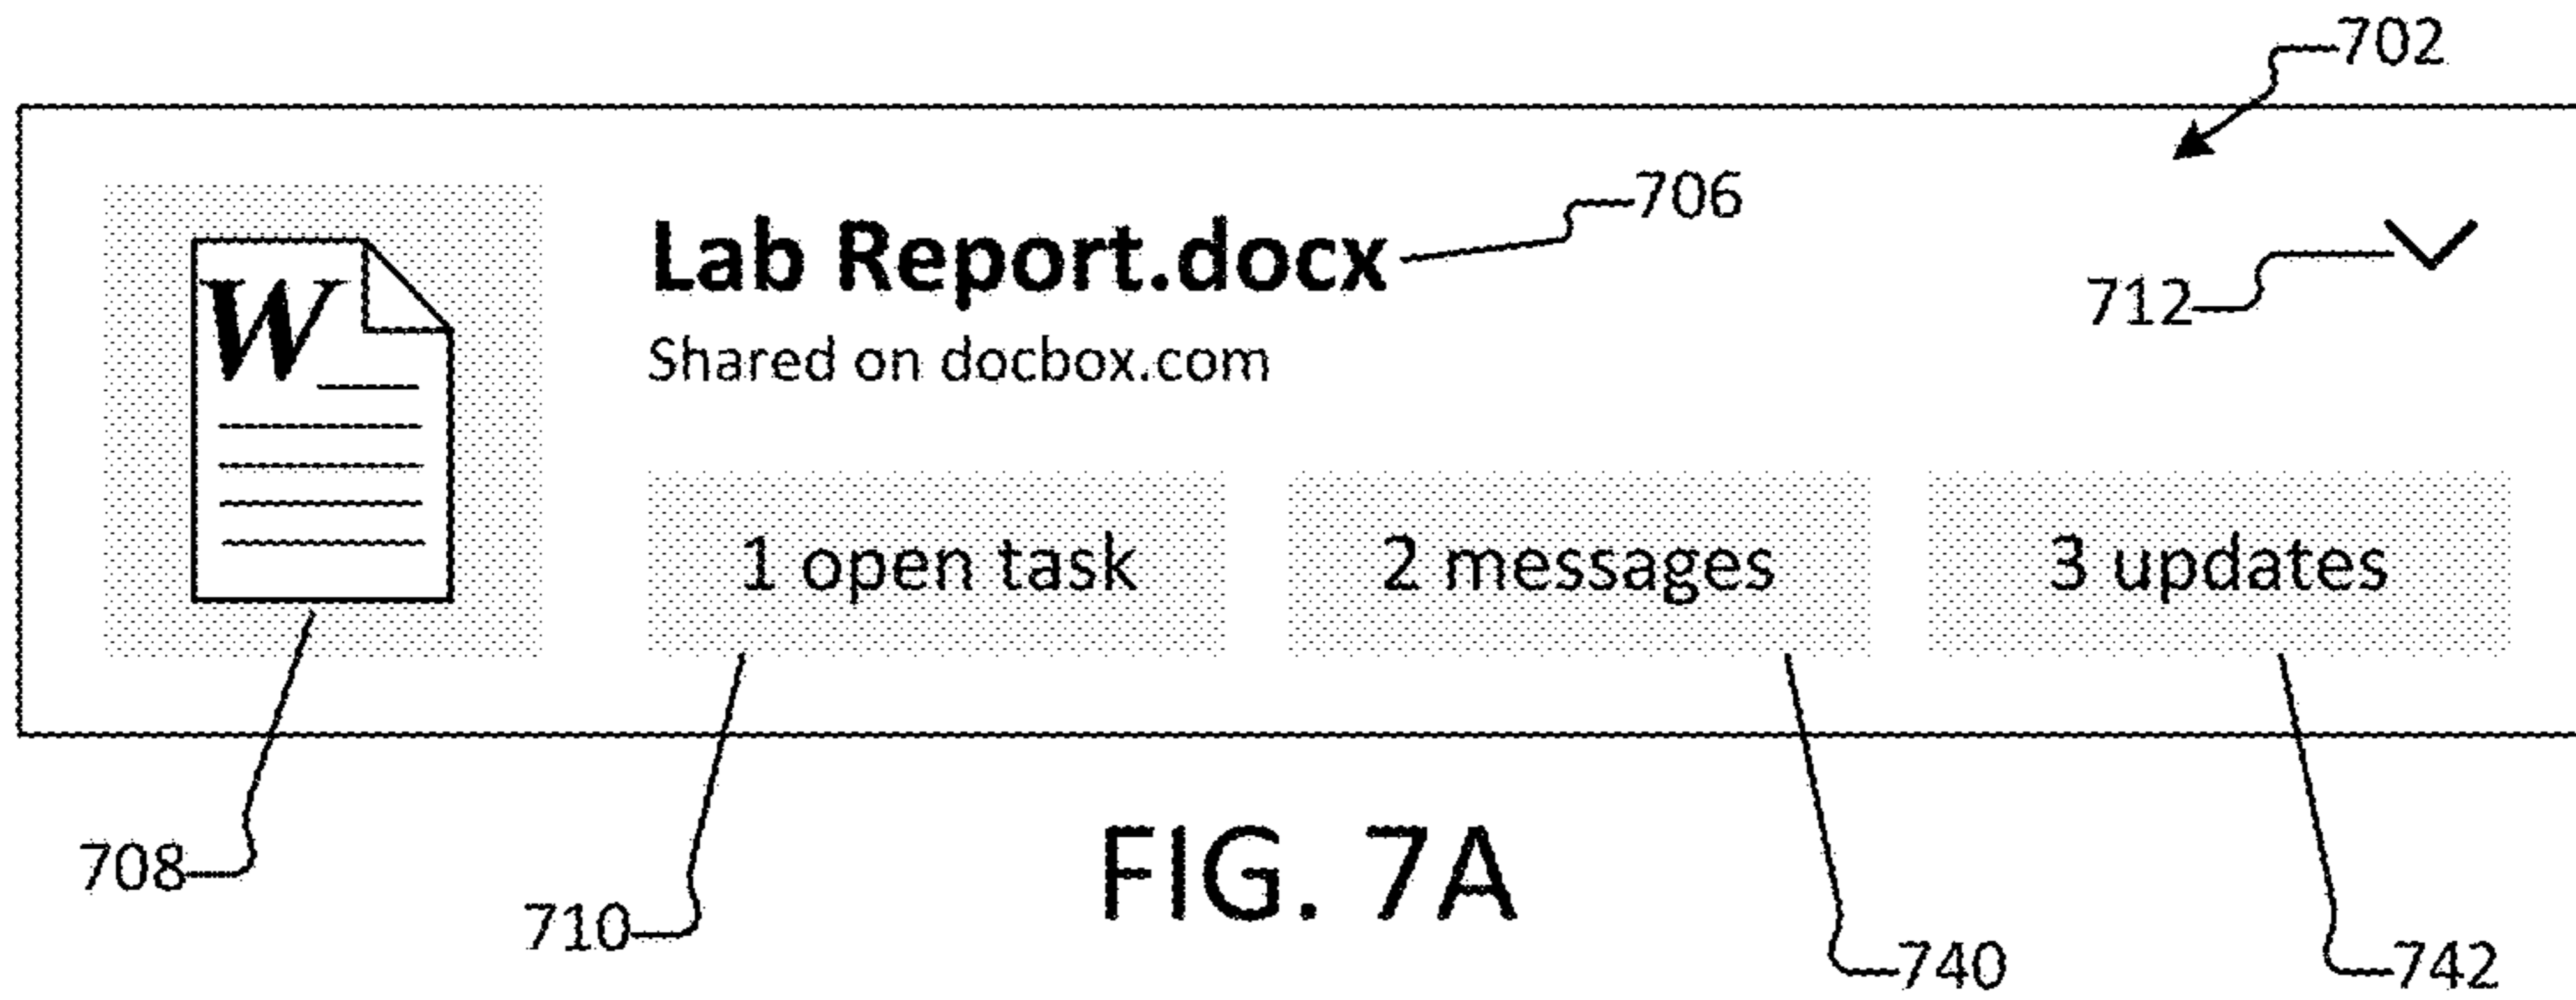 702
706
Lab Report.docx
712
W
Shared on docbox.com
1 open task
2 messages
3 updates
708
FIG. 7A
710
740
742